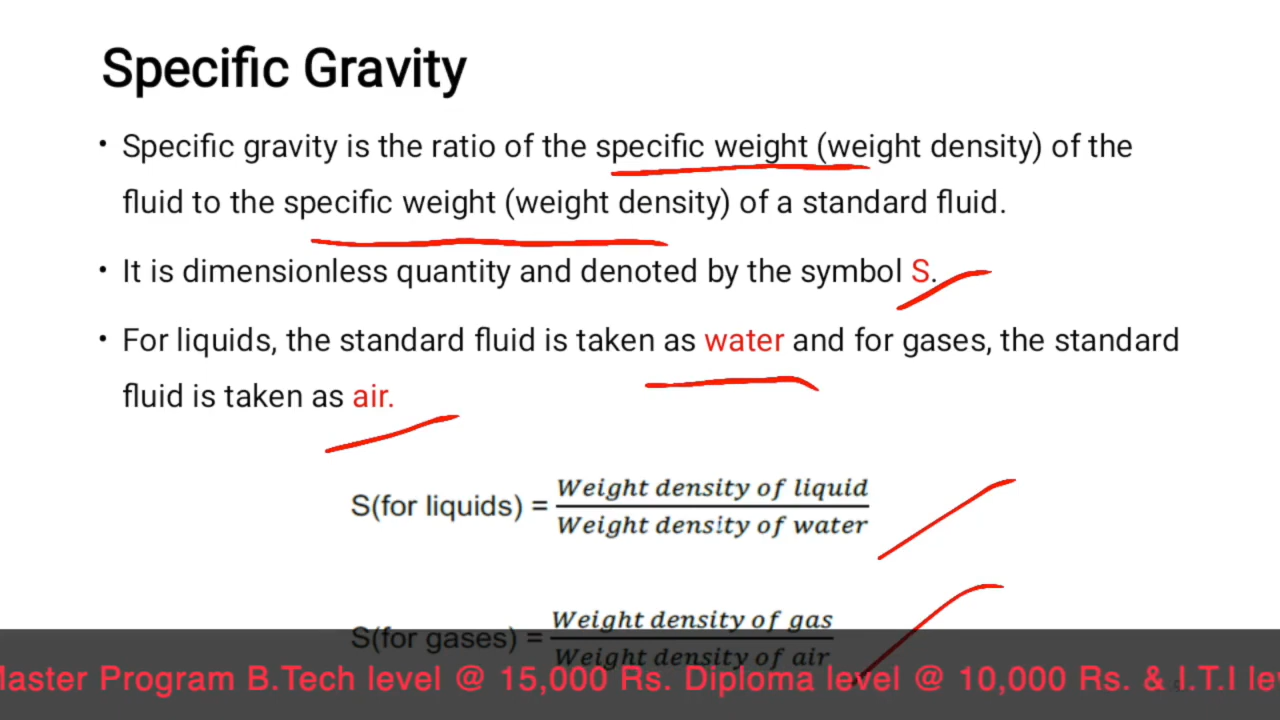 Specific Gravity
• Specific gravity is the ratio of the specific weight (weight density) of the
fluid to the specific weight (weight density) of a standard fluid.
• It is dimensionless quantity and denoted by the symbol S.
• For liquids, the standard fluid is taken as water and for gases, the standard
fluid is taken as air.
Weight density of liquid
S(for liquids) =
Weight density of water
Weight density of gas
S(for gases) =
Weight density of air
Master Program B.Tech level @ 15,000 Rs. Diploma level @ 10,000 Rs. & I.T.I le